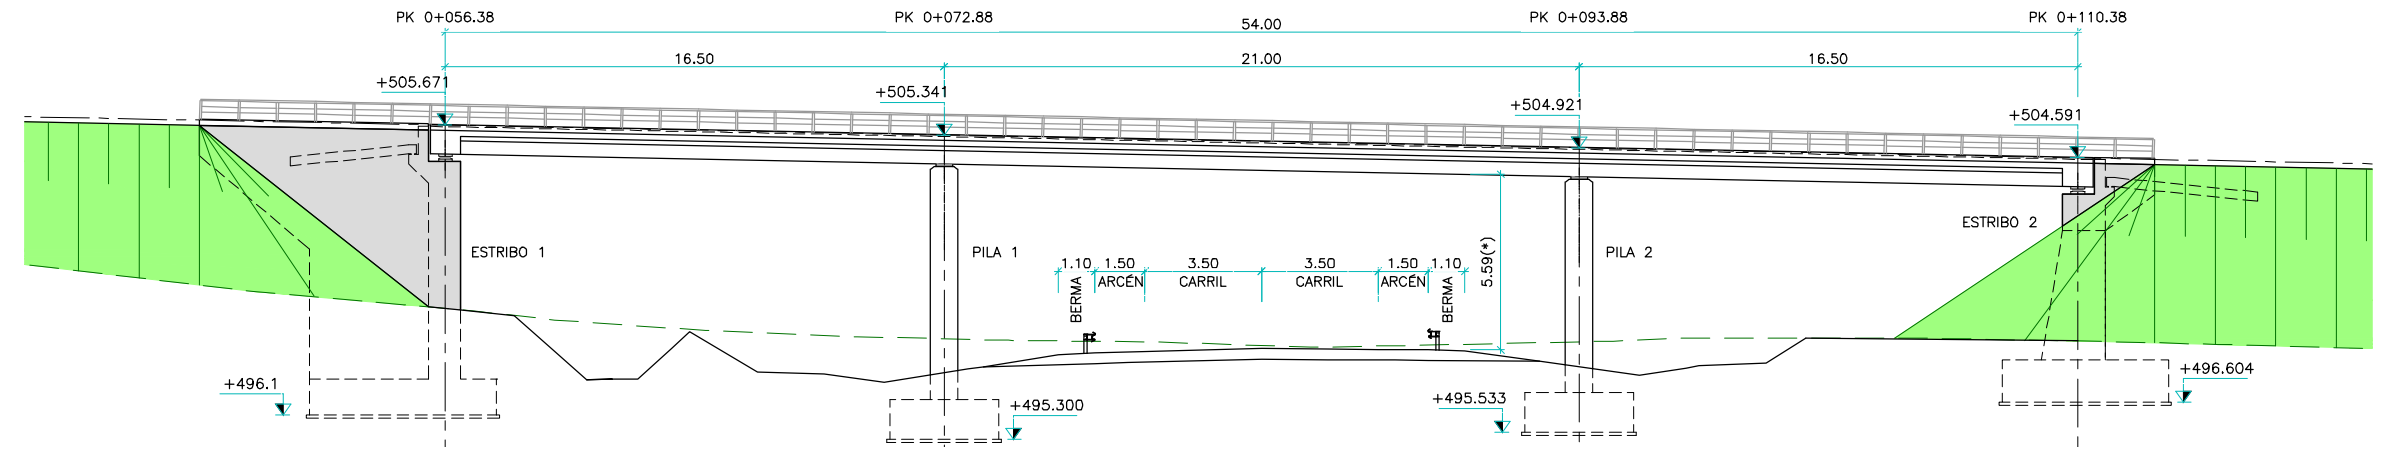 PK 0+056.38
PK 0+072.88
PK 0+093.88
PK 0+110.38
54.00
16.50
21.00
16.50
+505.671
+505.341
+504.921
+504.591
ESTRIBO 1
PILA 1
PILA 2
ESTRIBO 2
5.59(*)
1.10
1.50
3.50
3.50
1.50
1.10
BERMA
ARCÉN
CARRIL
CARRIL
ARCÉN
BERMA
+496.1
+495.300
+495.533
+496.604